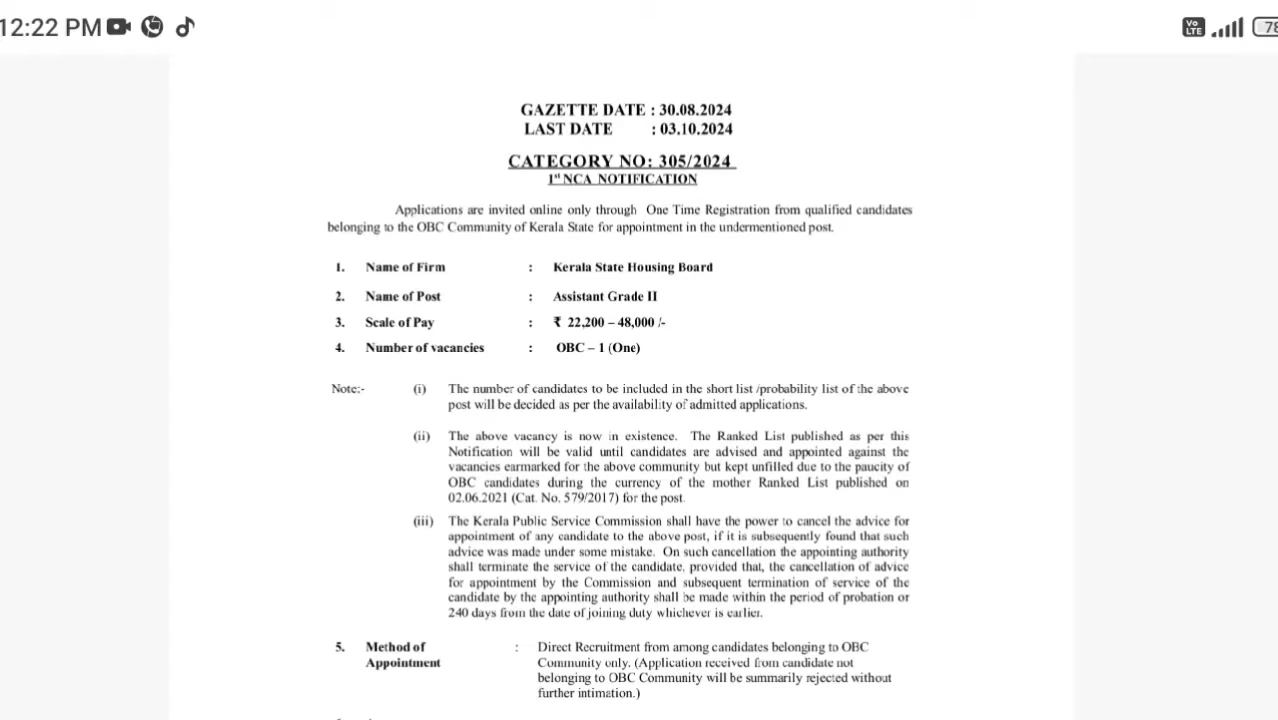 12:22 PM
Vo LTE 78
GAZETTE DATE : 30.08.2024
LAST DATE : 03.10.2024
CATEGORY NO: 305/2024
1st NCA NOTIFICATION
Applications are invited online only through One Time Registration from qualified candidates
belonging to the OBC Community of Kerala State for appointment in the undermentioned post.
1. Name of Firm : Kerala State Housing Board
2. Name of Post : Assistant Grade II
3. Scale of Pay : ₹ 22,200 – 48,000 /-
4. Number of vacancies : OBC – 1 (One)
Note:- (i) The number of candidates to be included in the short list /probability list of the above
post will be decided as per the availability of admitted applications.
(ii) The above vacancy is now in existence. The Ranked List published as per this
Notification will be valid until candidates are advised and appointed against the
vacancies earmarked for the above community but kept unfilled due to the paucity of
OBC candidates during the currency of the mother Ranked List published on
02.06.2021 (Cat. No. 579/2017) for the post.
(iii) The Kerala Public Service Commission shall have the power to cancel the advice for
appointment of any candidate to the above post, if it is subsequently found that such
advice was made under some mistake. On such cancellation the appointing authority
shall terminate the service of the candidate, provided that, the cancellation of advice
for appointment by the Commission and subsequent termination of service of the
candidate by the appointing authority shall be made within the period of probation or
240 days from the date of joining duty whichever is earlier.
5. Method of : Direct Recruitment from among candidates belonging to OBC
Appointment Community only. (Application received from candidate not
belonging to OBC Community will be summarily rejected without
further intimation.)